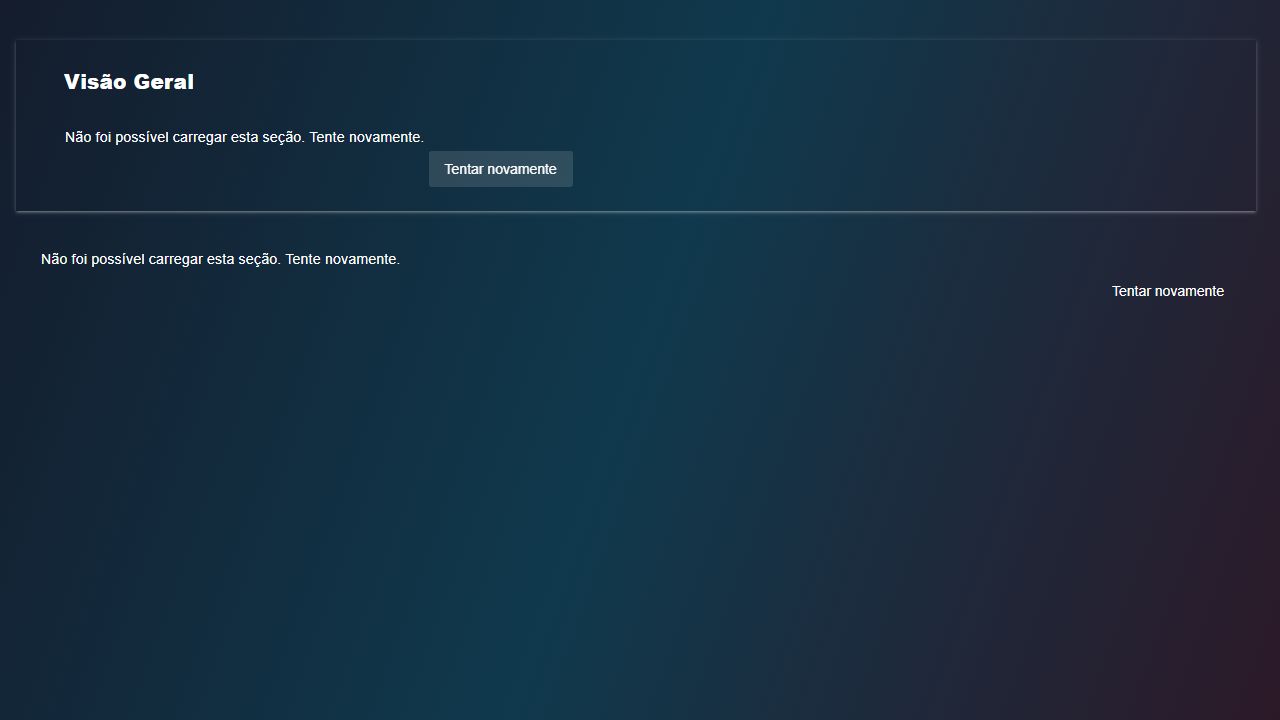 Visão Geral
Não foi possível carregar esta seção. Tente novamente.
Tentar novamente
Não foi possível carregar esta seção. Tente novamente.
Tentar novamente